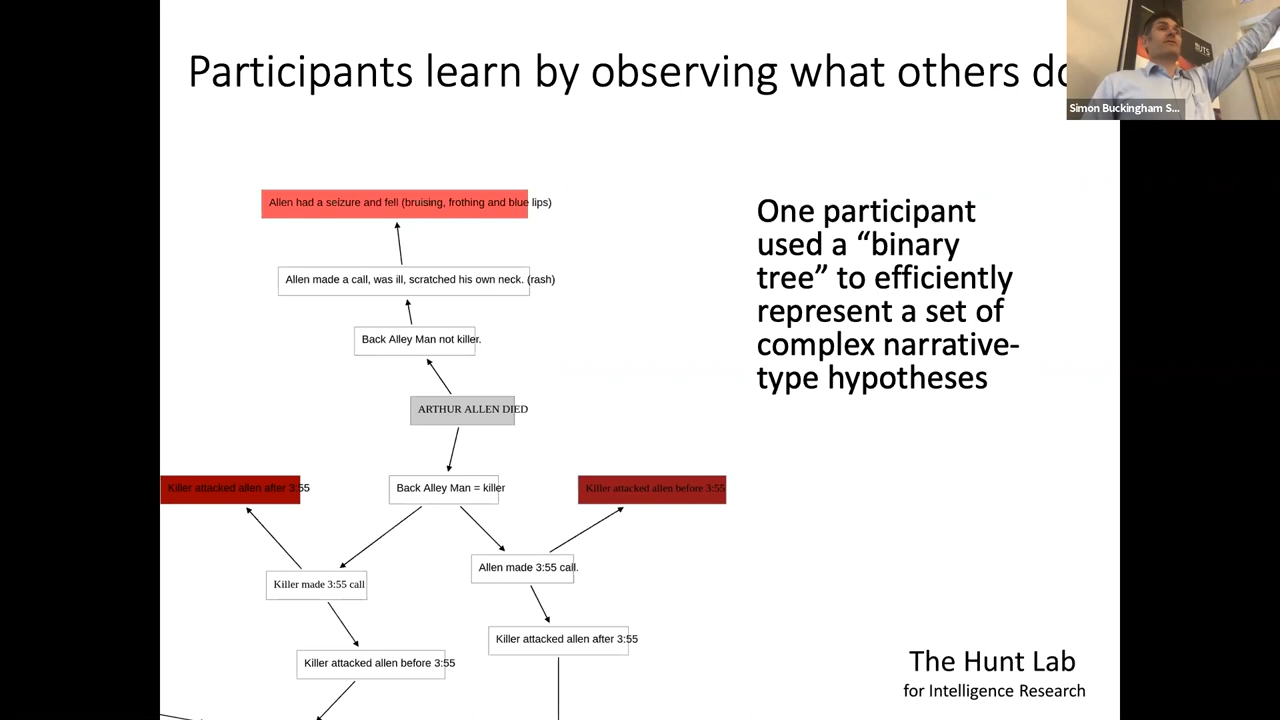 Participants learn by observing what others do
UTS
Simon Buckingham S...
Allen had a seizure and fell (bruising, frothing and blue lips)
Allen made a call, was ill, scratched his own neck. (rash)
Back Alley Man not killer.
ARTHUR ALLEN DIED
Killer attacked allen after 3:55
Back Alley Man = killer
Killer attacked allen before 3:55
Allen made 3:55 call.
Killer made 3:55 call
Killer attacked allen after 3:55
Killer attacked allen before 3:55
One participant
used a “binary
tree” to efficiently
represent a set of
complex narrative-
type hypotheses
The Hunt Lab
for Intelligence Research